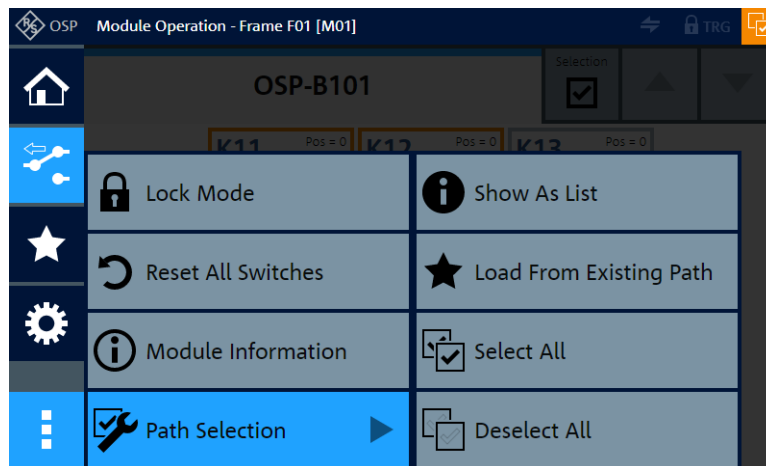 R&S OSP Module Operation - Frame F01 [M01] TRG
OSP-B101 Selection
K11 Pos = 0 K12 Pos = 0 K13 Pos = 0
Lock Mode Show As List
Reset All Switches Load From Existing Path
Module Information Select All
Path Selection Deselect All